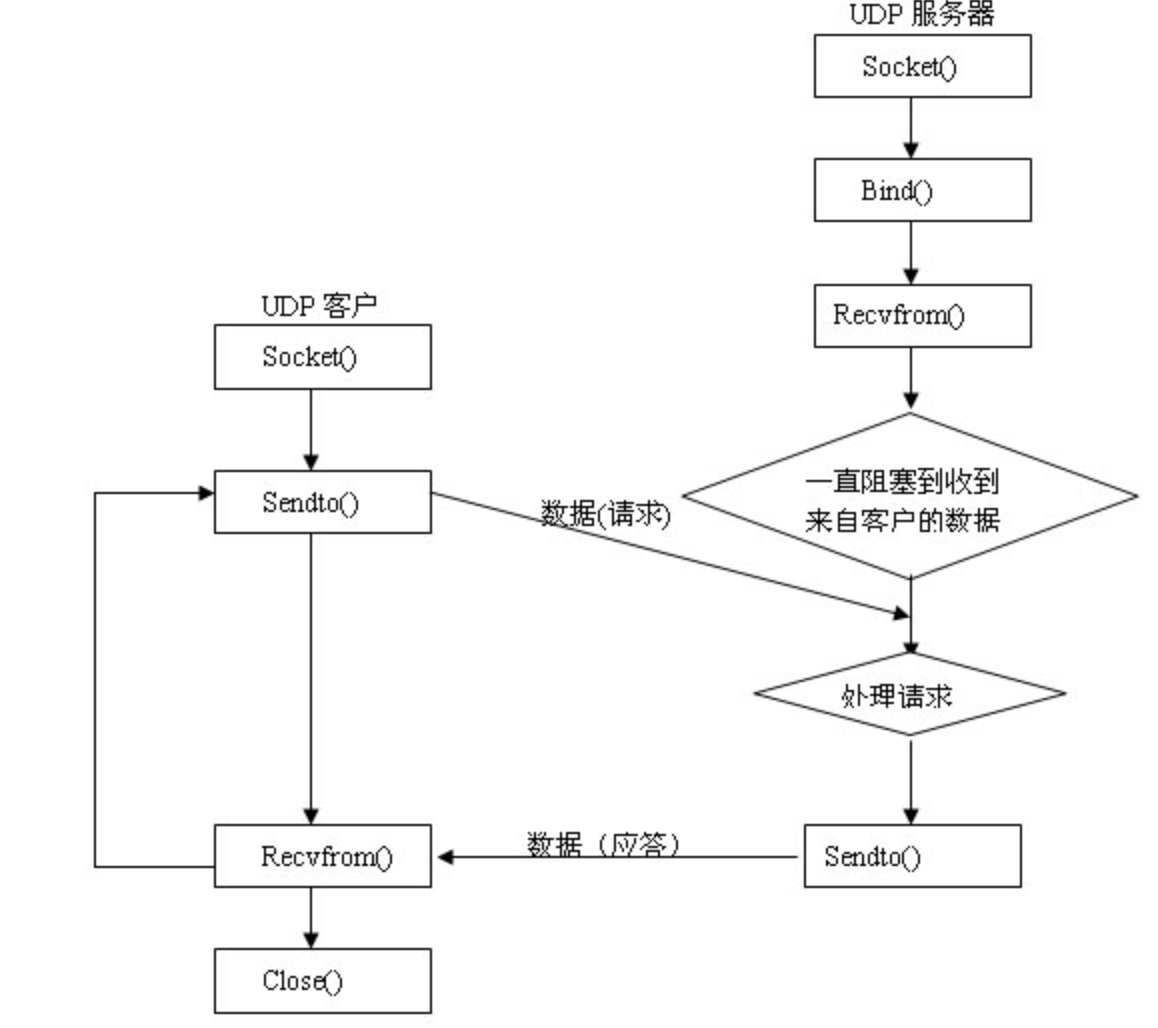 UDP 服务器
Socket()
Bind()
Recvfrom()
UDP 客户
Socket()
一直阻塞到收到
来自客户的数据
Sendto()
数据(请求)
处理请求
Recvfrom()
数据（应答）
Sendto()
Close()